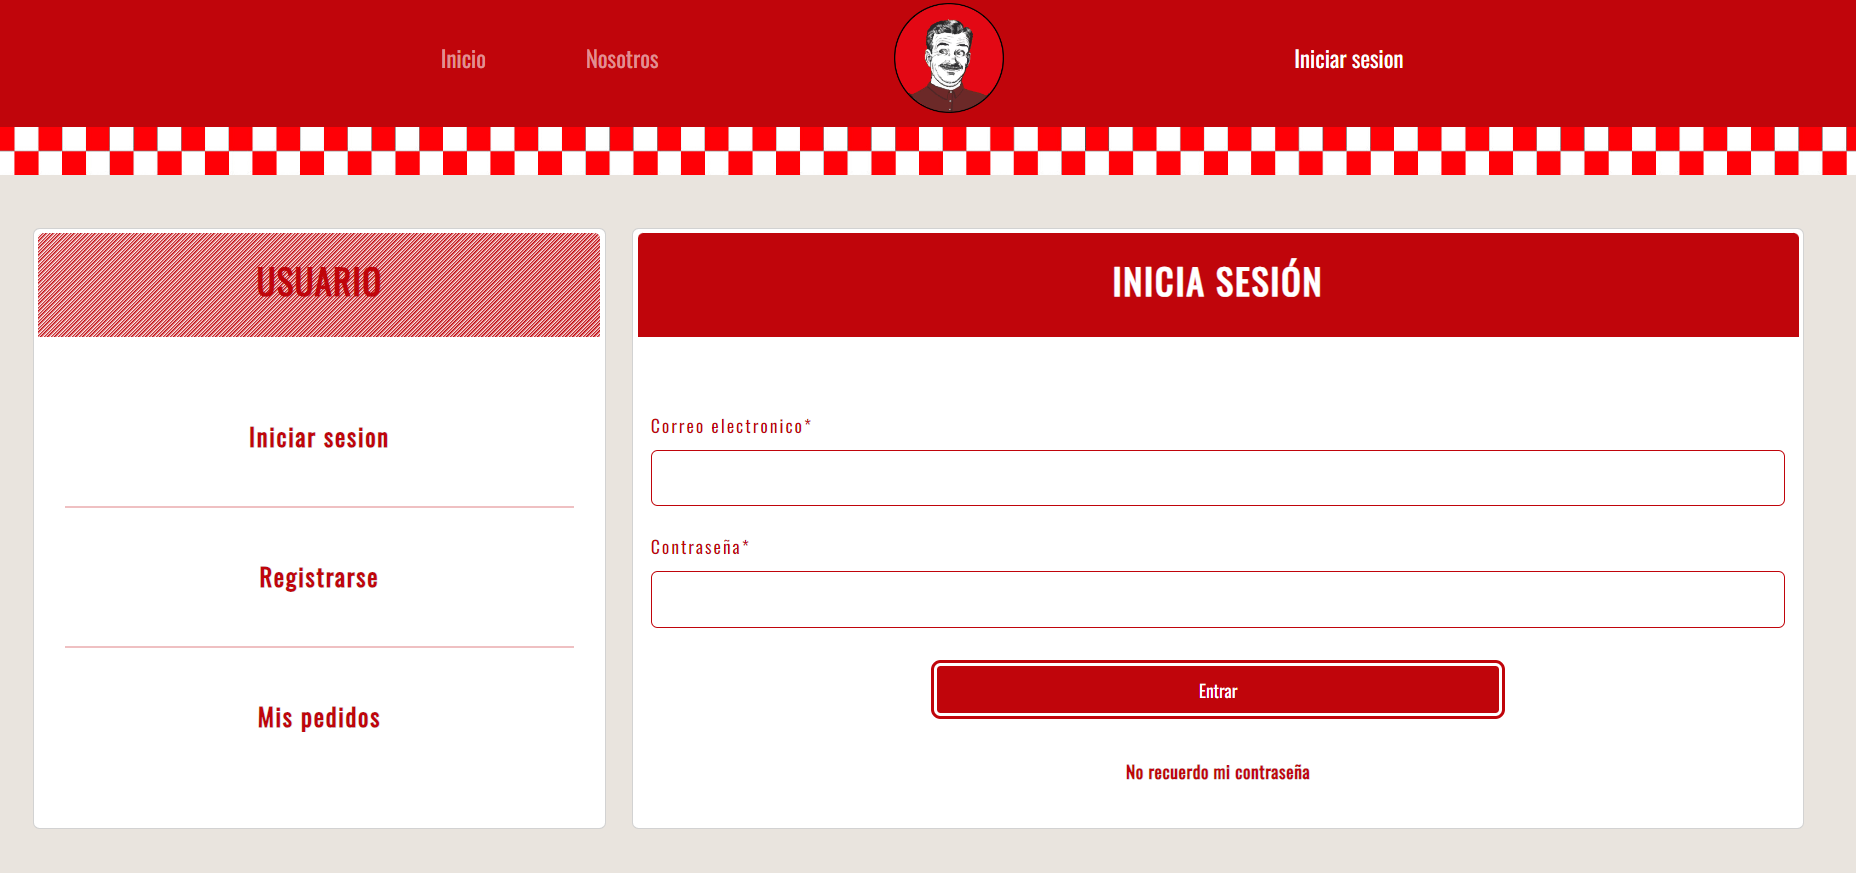 Inicio
Nosotros
Iniciar sesion
USUARIO
Iniciar sesion
Registrarse
Mis pedidos
INICIA SESIÓN
Correo electronico*
Contraseña*
Entrar
No recuerdo mi contraseña